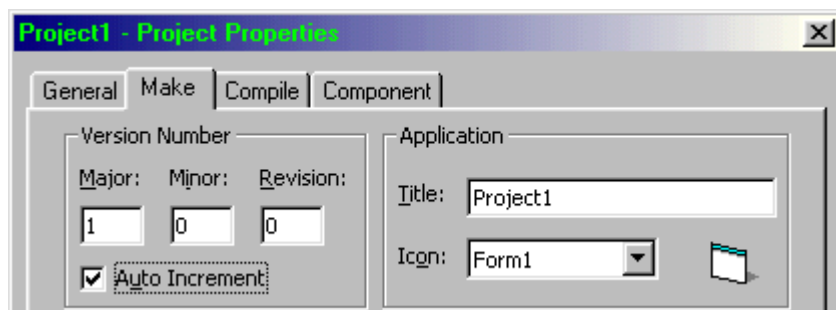 Project1 - Project Properties
General Make Compile Component
Version Number
Major: Minor: Revision:
1 0 0
Auto Increment
Application
Title: Project1
Icon: Form1